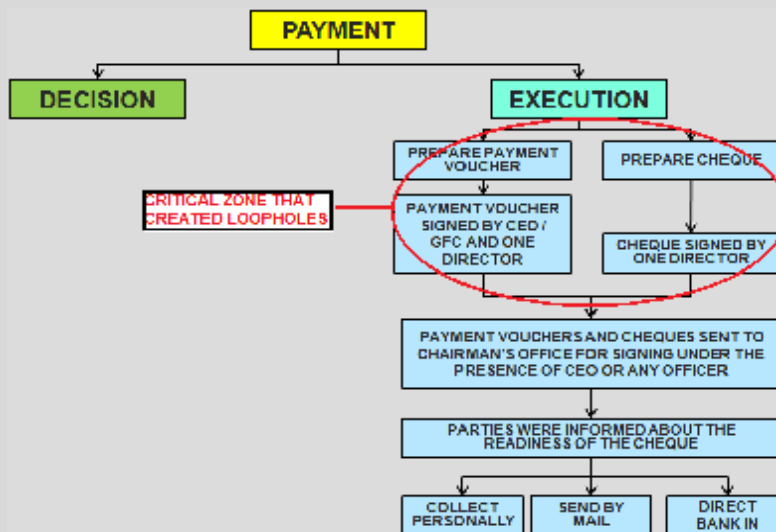 PAYMENT
DECISION
EXECUTION
PREPARE PAYMENT
VOUCHER
PREPARE CHEQUE
CRITICAL ZONE THAT
CREATED LOOPHOLES
PAYMENT VOUCHER
SIGNED BY CEO /
GFC AND ONE
DIRECTOR
CHEQUE SIGNED BY
ONE DIRECTOR
PAYMENT VOUCHERS AND CHEQUES SENT TO
CHAIRMAN'S OFFICE FOR SIGNING UNDER THE
PRESENCE OF CEO OR ANY OFFICER
PARTIES WERE INFORMED ABOUT THE
READINESS OF THE CHEQUE
COLLECT
PERSONALLY
SEND BY
MAIL
DIRECT
BANK IN